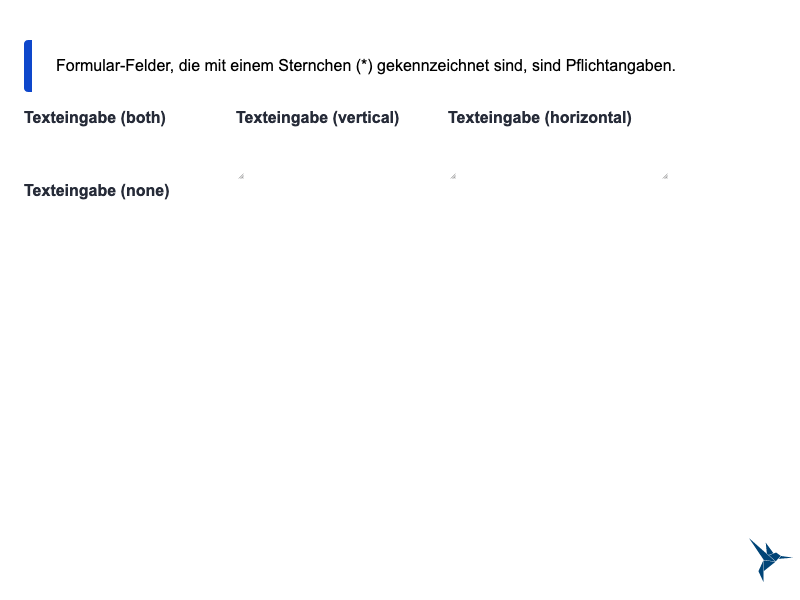 Formular-Felder, die mit einem Sternchen (*) gekennzeichnet sind, sind Pflichtangaben.
Texteingabe (both)
Texteingabe (vertical)
Texteingabe (horizontal)
Texteingabe (none)